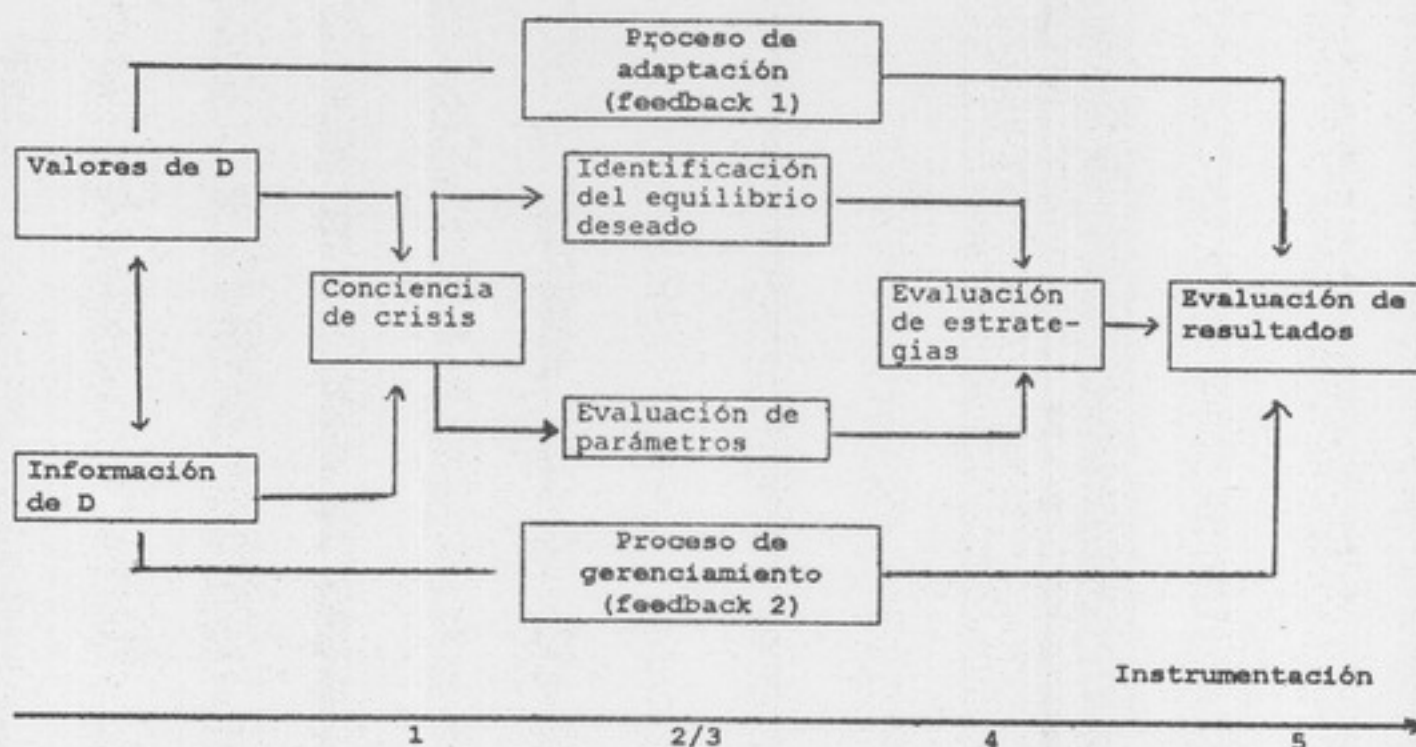 Proceso de
adaptación
(feedback 1)
Valores de D
Identificación
del equilibrio
deseado
Conciencia
de crisis
Evaluación
de estrate-
gias
Evaluación de
resultados
Evaluación de
parámetros
Información
de D
Proceso de
gerenciamiento
(feedback 2)
Instrumentación
1
2/3
4
5